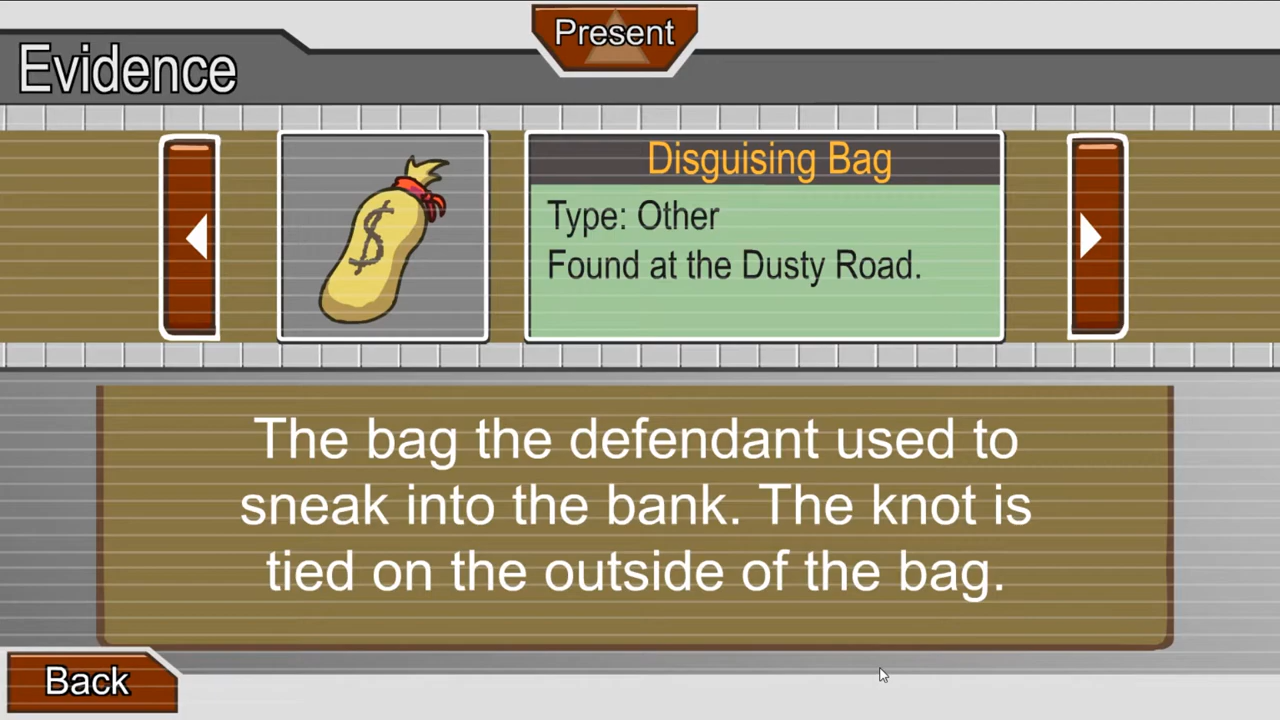 Present
Evidence
Disguising Bag
Type: Other
Found at the Dusty Road.
$
The bag the defendant used to
sneak into the bank. The knot is
tied on the outside of the bag.
Back